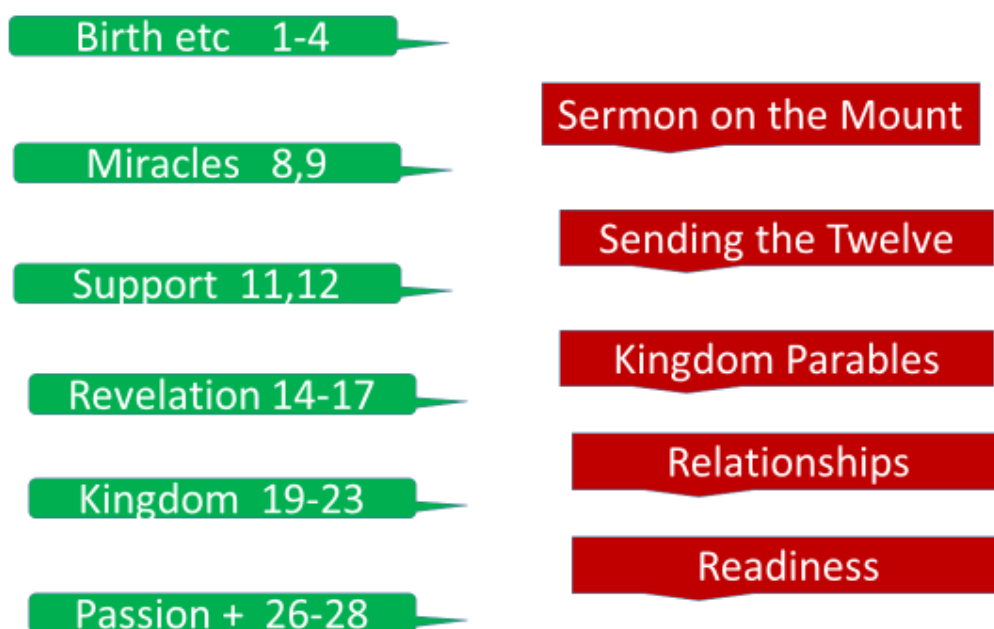 Birth etc 1-4
Sermon on the Mount
Miracles 8,9
Sending the Twelve
Support 11,12
Kingdom Parables
Revelation 14-17
Relationships
Kingdom 19-23
Readiness
Passion + 26-28